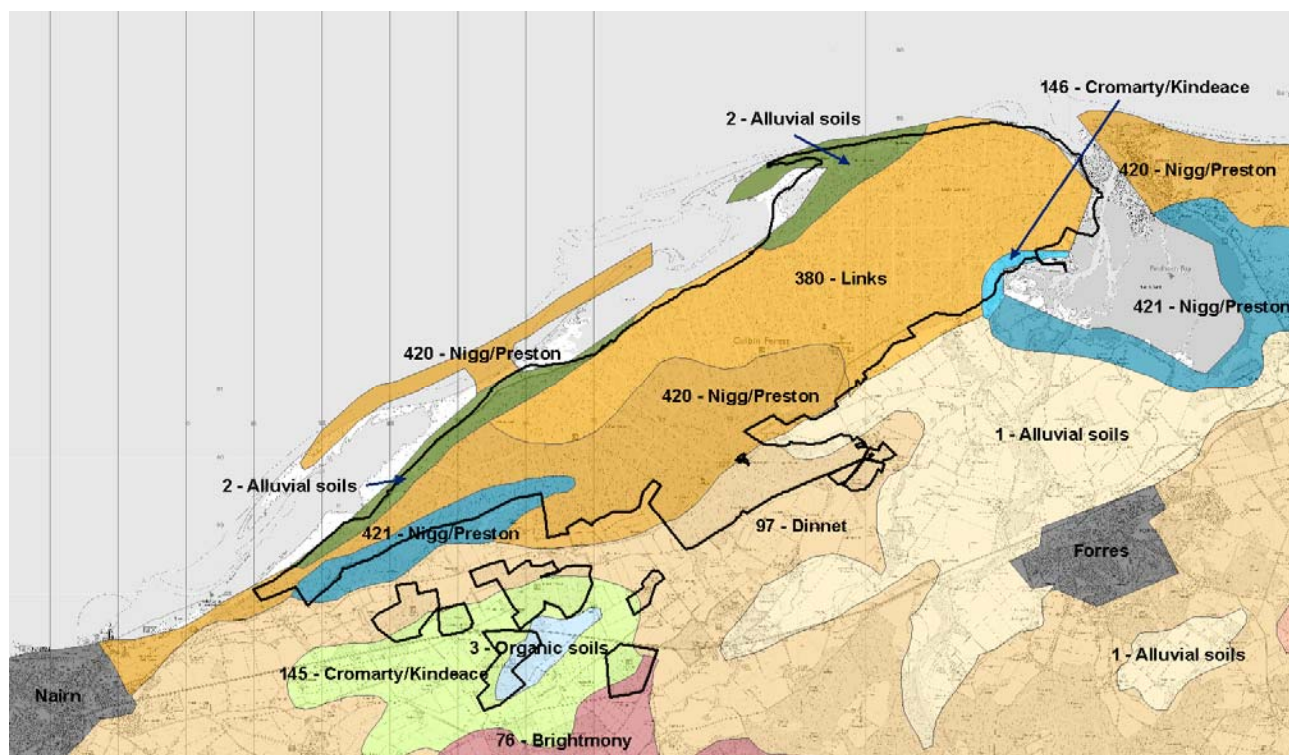 146 - Cromarty/Kindeace
2 - Alluvial soils
420 - Nigg/Preston
380 - Links
421 - Nigg/Preston
420 - Nigg/Preston
420 - Nigg/Preston
1 - Alluvial soils
2 - Alluvial soils
97 - Dinnet
421 - Nigg/Preston
Forres
3 - Organic soils
1 - Alluvial soils
145 - Cromarty/Kindeace
Nairn
76 - Brightmony